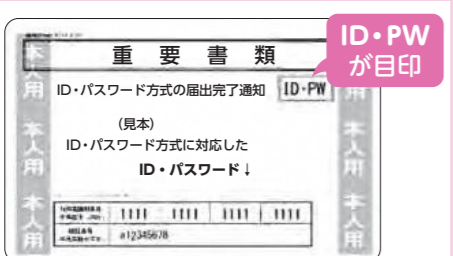 ID・PW
が目印
重要書類
ID・パスワード方式の届出完了通知
ID-PW
(見本)
ID・パスワード方式に対応した
ID・パスワード↓
1111 1111 1111 1111
a12345678
本人用
本人用
本人用
本人用
本人用
本人用